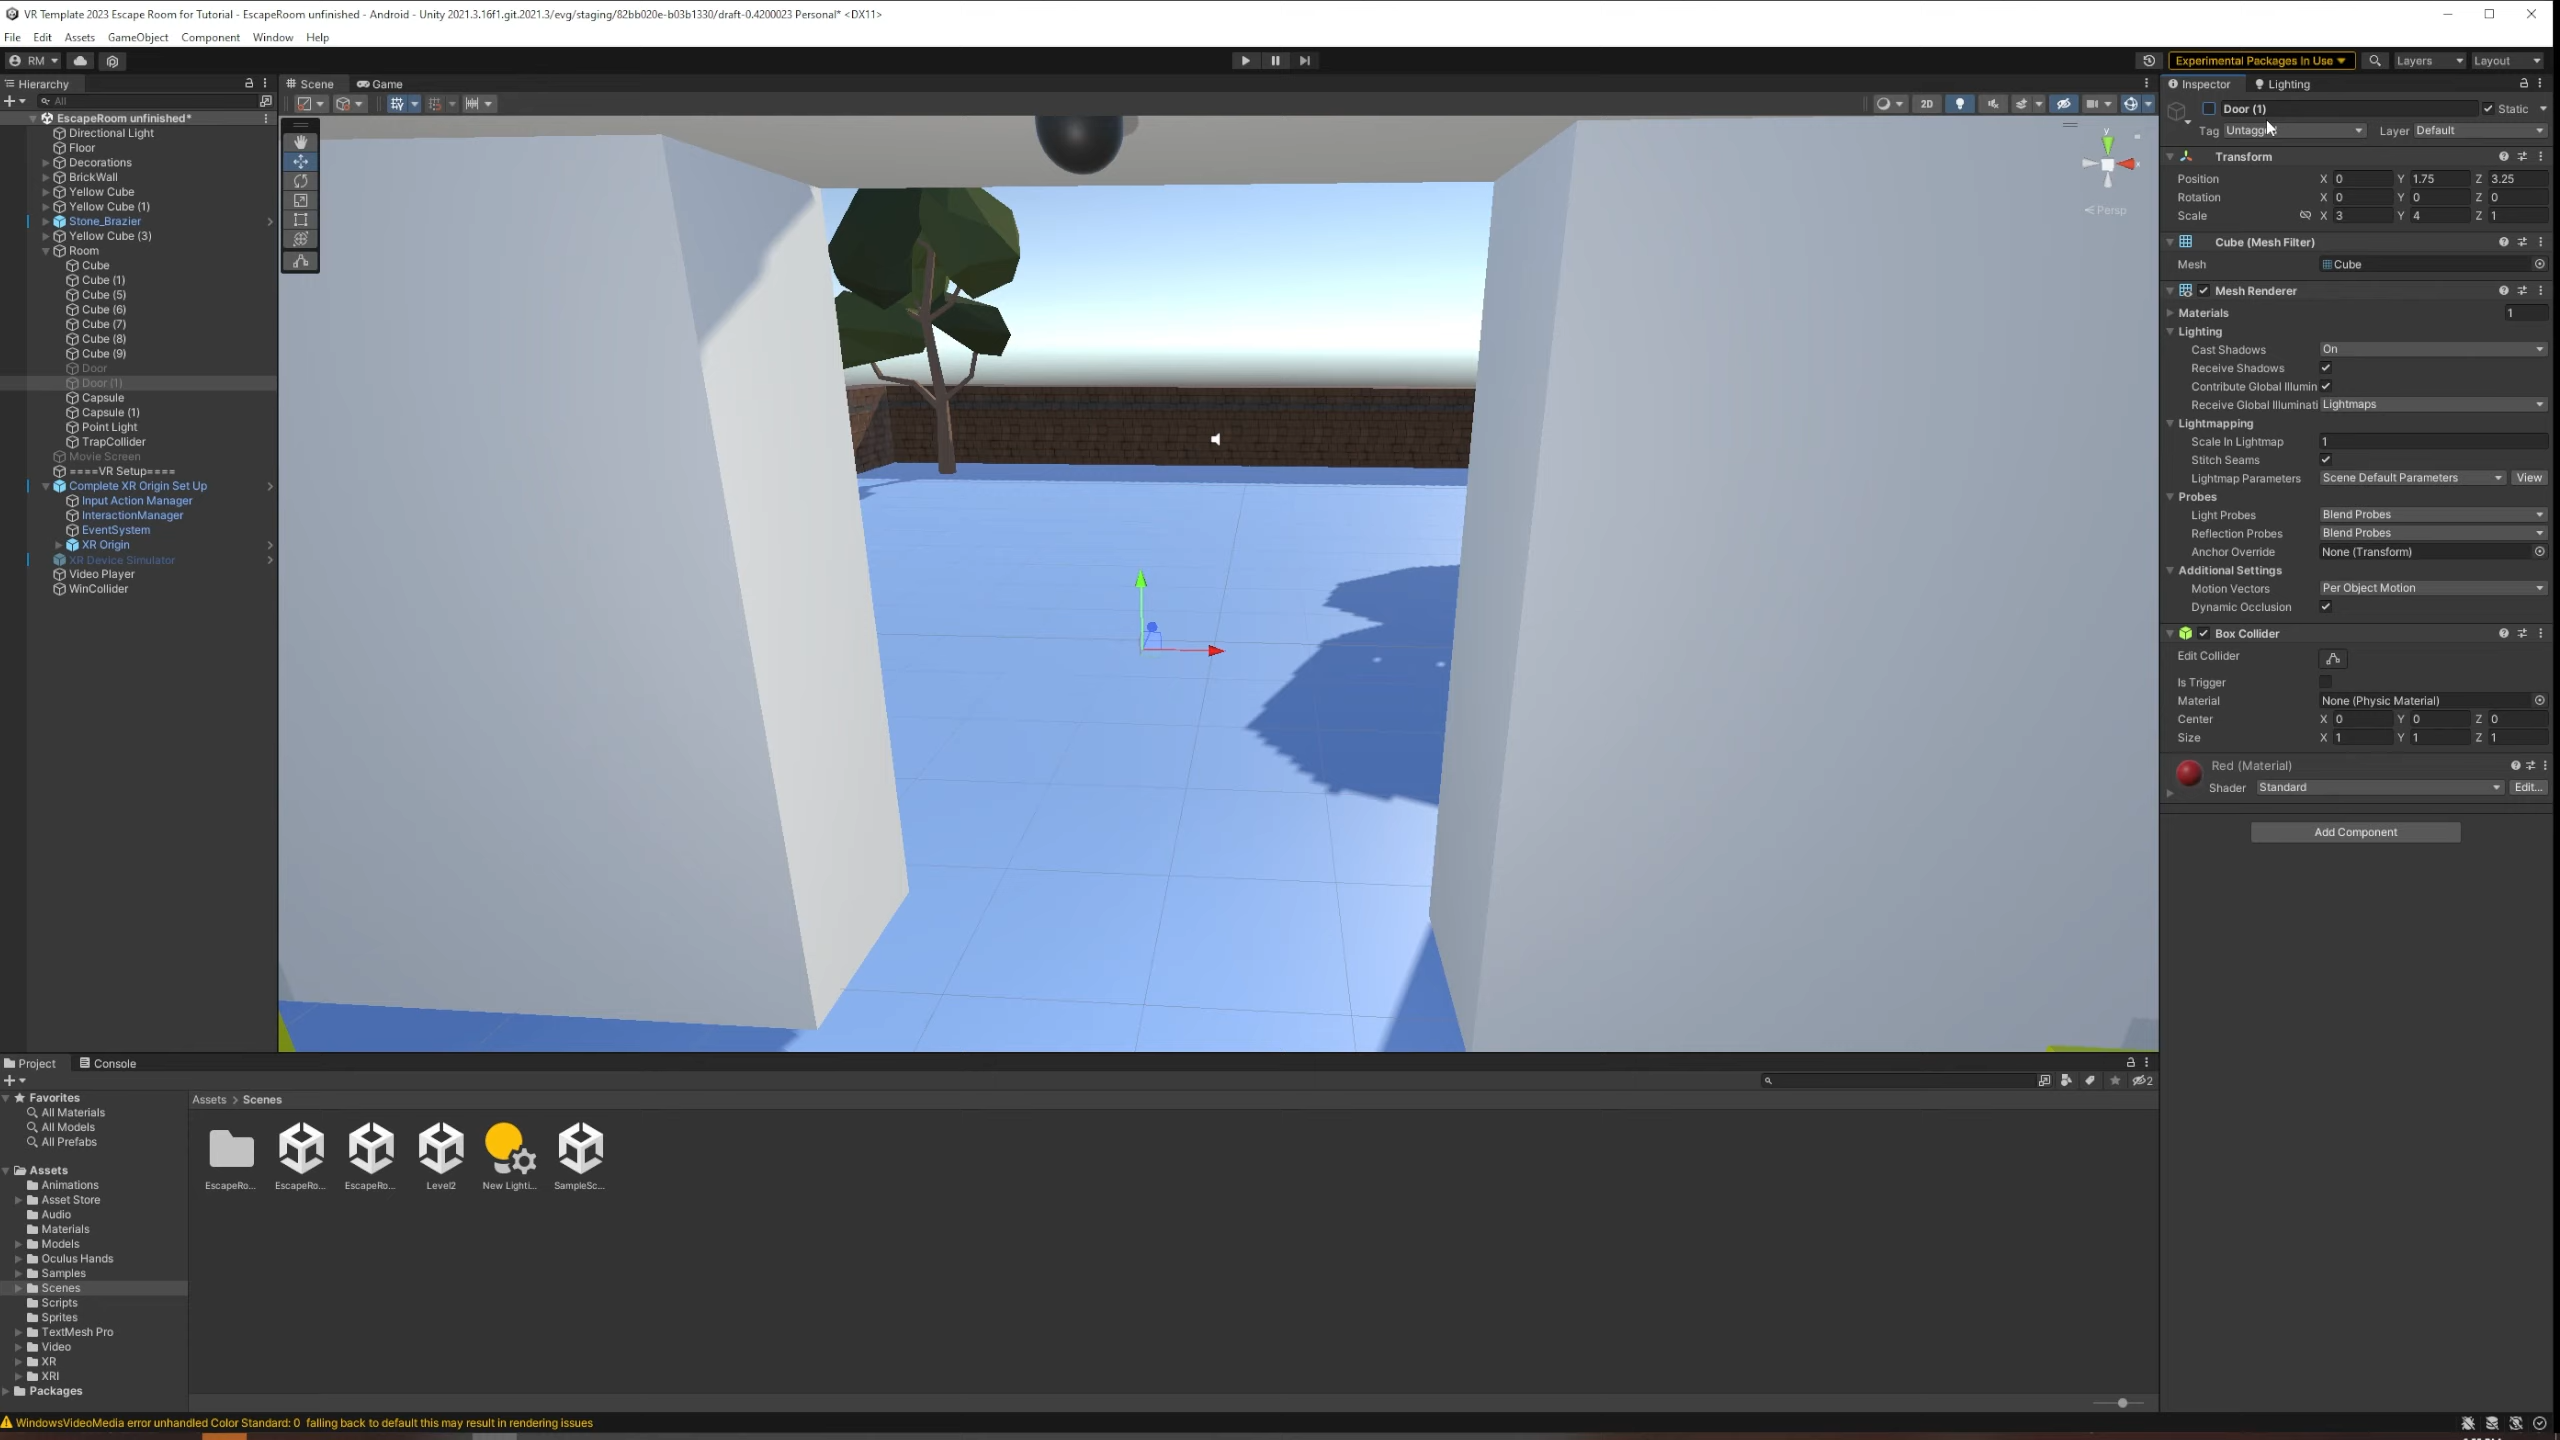 VR Template 2023 Escape Room for Tutorial - EscapeRoom unfinished - Android - Unity 2021.3.16f1.git.2021.3/evg/staging/82bb020e-b03b1330/draft-0.4200023 Personal* <DX11>
File Edit Assets GameObject Component Window Help
RM
Experimental Packages In Use
Layers
Layout
Hierarchy
All
EscapeRoom unfinished*
Directional Light
Floor
Decorations
BrickWall
Yellow Cube
Yellow Cube (1)
Stone_Brazier
Yellow Cube (3)
Room
Cube
Cube (1)
Cube (5)
Cube (6)
Cube (7)
Cube (8)
Cube (9)
Door
Door (1)
Capsule
Capsule (1)
Point Light
TrapCollider
Movie Screen
====VR Setup====
Complete XR Origin Set Up
Input Action Manager
InteractionManager
EventSystem
XR Origin
XR Device Simulator
Video Player
WinCollider
Scene Game
2D
y
Persp
Inspector Lighting
Door (1) Static
Tag Untagged Layer Default
Transform
Position X 0 Y 1.75 Z 3.25
Rotation X 0 Y 0 Z 0
Scale X 3 Y 4 Z 1
Cube (Mesh Filter)
Mesh Cube
Mesh Renderer
Materials 1
Lighting
Cast Shadows On
Receive Shadows
Contribute Global Illumin
Receive Global Illuminati Lightmaps
Lightmapping
Scale In Lightmap 1
Stitch Seams
Lightmap Parameters Scene Default Parameters View
Probes
Light Probes Blend Probes
Reflection Probes Blend Probes
Anchor Override None (Transform)
Additional Settings
Motion Vectors Per Object Motion
Dynamic Occlusion
Box Collider
Edit Collider
Is Trigger
Material None (Physic Material)
Center X 0 Y 0 Z 0
Size X 1 Y 1 Z 1
Red (Material)
Shader Standard Edit...
Add Component
Project Console
2
Favorites
All Materials
All Models
All Prefabs
Assets
Animations
Asset Store
Audio
Materials
Models
Oculus Hands
Samples
Scenes
Scripts
Sprites
TextMesh Pro
Video
XR
XRI
Packages
Assets > Scenes
EscapeRo... EscapeRo... EscapeRo... Level2 New Lighti... SampleSc...
WindowsVideoMedia error unhandled Color Standard: 0 falling back to default this may result in rendering issues